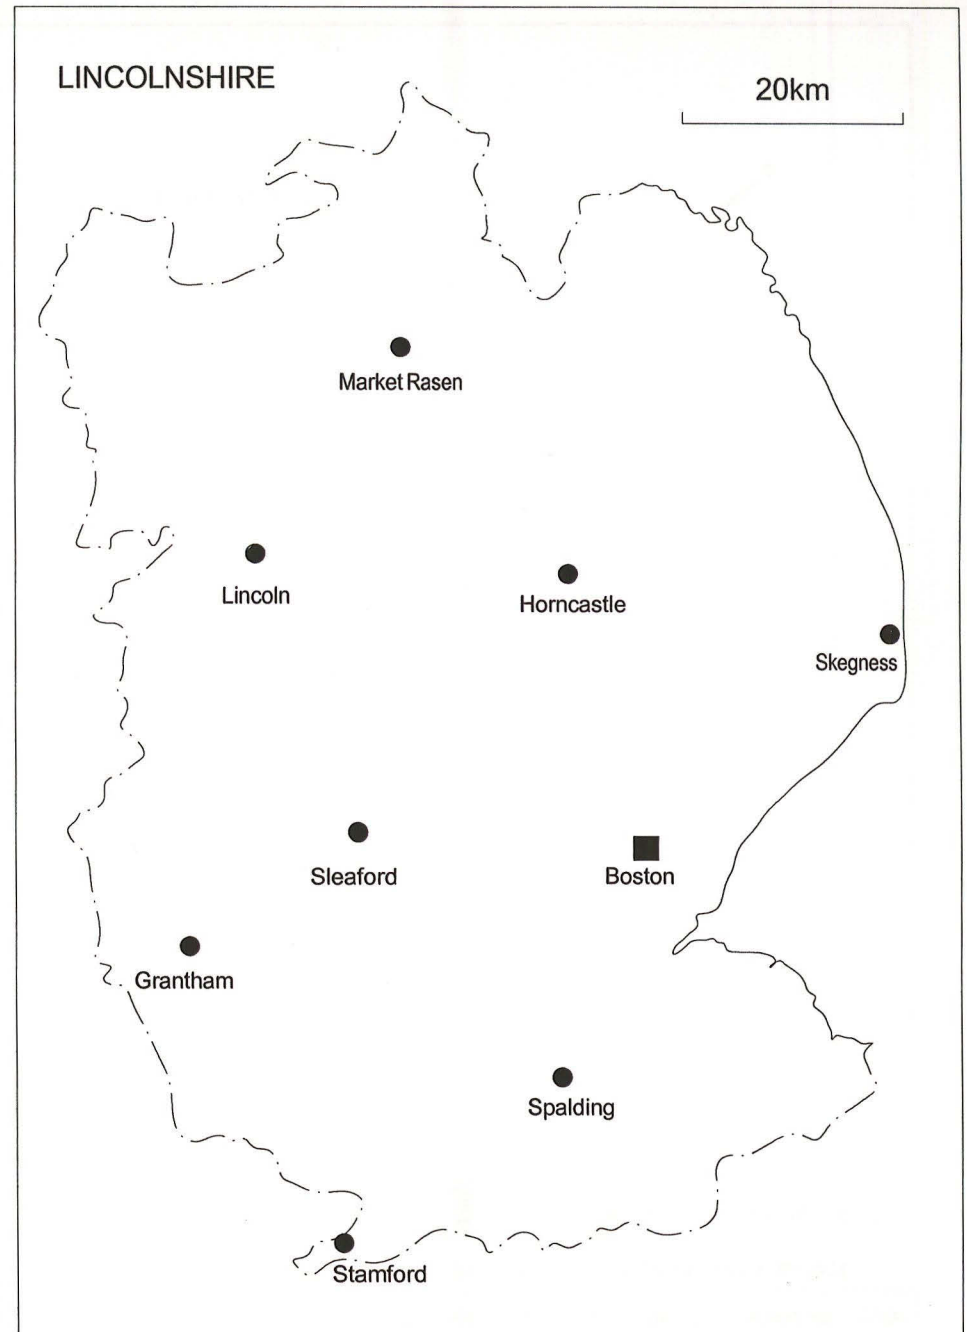 LINCOLNSHIRE
20km
Market Rasen
Lincoln
Horncastle
Skegness
Sleaford
Boston
Grantham
Spalding
Stamford